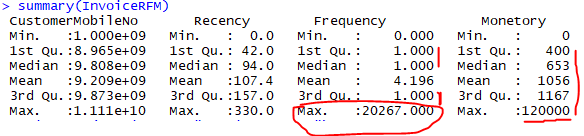 > summary(InvoiceRFM)
CustomerMobileNo Recency Frequency Monetory
Min. :1.000e+09 Min. : 0.0 Min. : 0.000 Min. : 0
1st Qu.:8.965e+09 1st Qu.: 42.0 1st Qu.: 1.000 1st Qu.: 400
Median :9.808e+09 Median : 94.0 Median : 1.000 Median : 653
Mean :9.209e+09 Mean :107.4 Mean : 4.196 Mean : 1056
3rd Qu.:9.873e+09 3rd Qu.:157.0 3rd Qu.: 1.000 3rd Qu.: 1167
Max. :1.111e+10 Max. :330.0 Max. :20267.000 Max. :120000